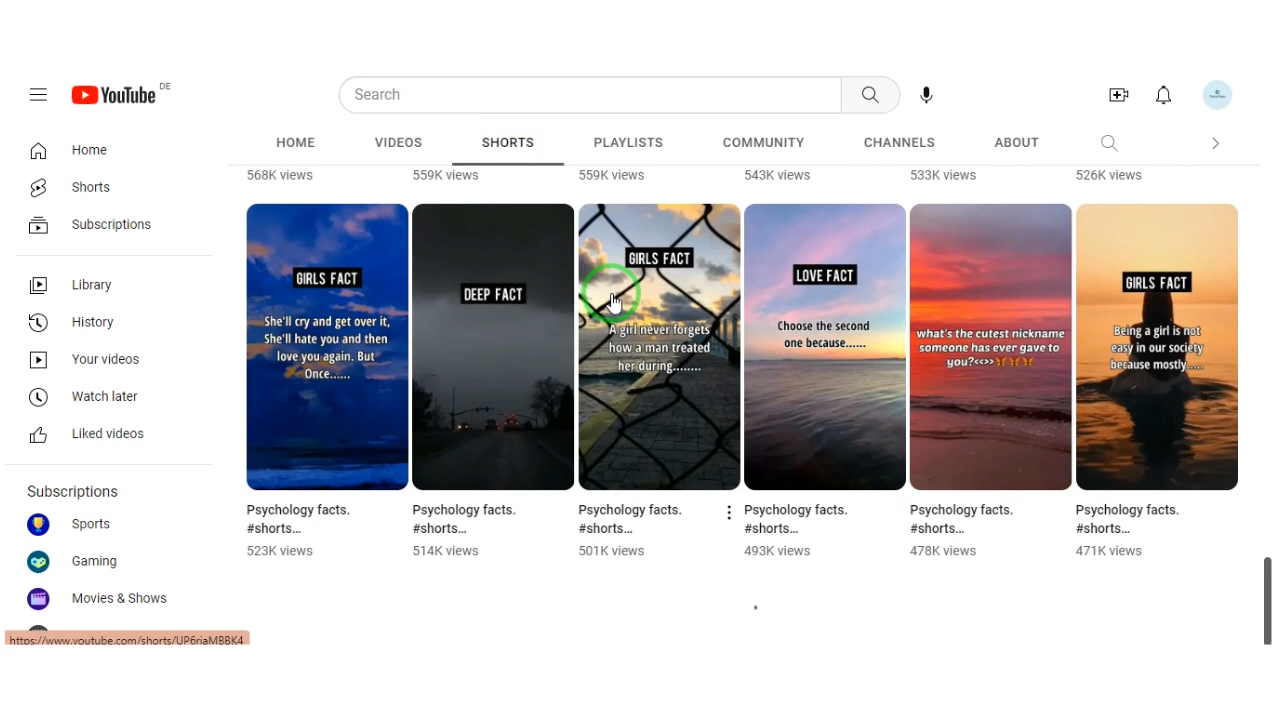 YouTube DE
Search
HOME VIDEOS SHORTS PLAYLISTS COMMUNITY CHANNELS ABOUT
Home
Shorts
Subscriptions
Library
History
Your videos
Watch later
Liked videos
Subscriptions
Sports
Gaming
Movies & Shows
https://www.youtube.com/shorts/UP6riaMBBK4
568K views 559K views 559K views 543K views 533K views 526K views
GIRLS FACT
She'll cry and get over it,
She'll hate you and then
love you again. But
Once......
Psychology facts.
#shorts...
523K views
DEEP FACT
Psychology facts.
#shorts...
514K views
GIRLS FACT
A girl never forgets
how a man treated
her during........
Psychology facts.
#shorts...
501K views
LOVE FACT
Choose the second
one because......
Psychology facts.
#shorts...
493K views
what's the cutest nickname
someone has ever gave to
you?<<>>
Psychology facts.
#shorts...
478K views
GIRLS FACT
Being a girl is not
easy in our society
because mostly.....
Psychology facts.
#shorts...
471K views